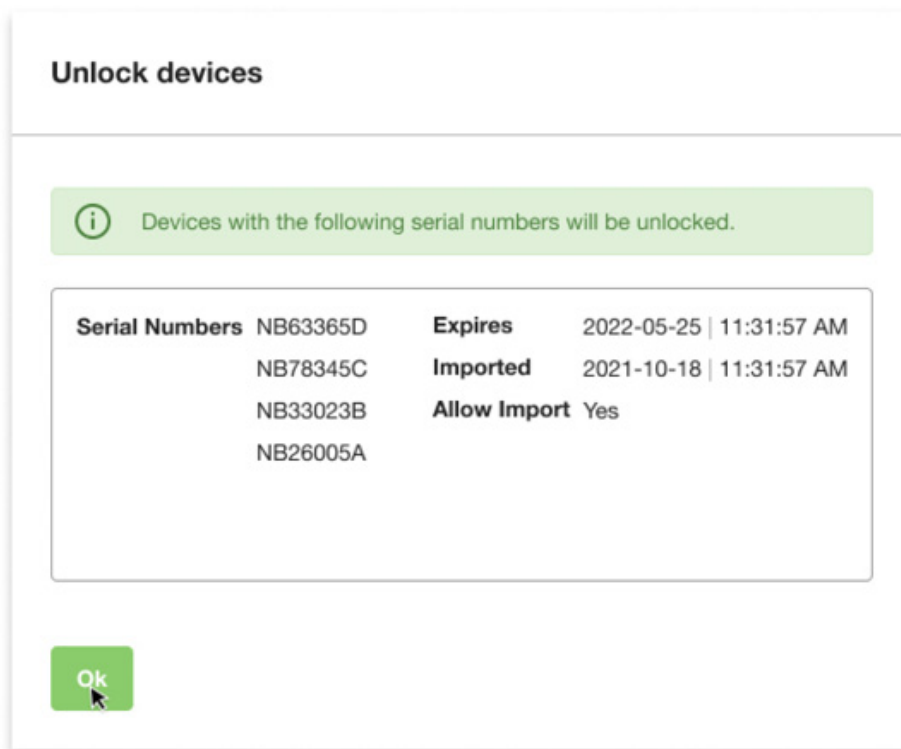 Unlock devices
Devices with the following serial numbers will be unlocked.
Serial Numbers NB63365D Expires 2022-05-25 | 11:31:57 AM
NB78345C Imported 2021-10-18 | 11:31:57 AM
NB33023B Allow Import Yes
NB26005A
Ok